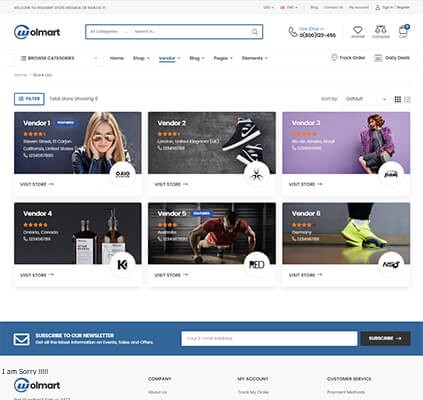 WELCOME TO WOLMART STORE MESSAGE OR REMOVE IT!
USD
ENG
Blog
Contact Us
My Account
Sign In / Register
Wolmart
All Categories
Search in...
Live Chat or :
0(800)123-456
Wishlist
Compare
Cart
BROWSE CATEGORIES
Home
Shop
Vendor
Blog
Pages
Elements
Track Order
Daily Deals
Home
Store List
FILTER
Total Store Showing 6
Sort By :
Default
Vendor 1
FEATURED
Steven Street, El Carjon
California, United States
1234567890
OAIO
VISIT STORE
Vendor 2
London, United Kingdom (UK)
1234567890
VISIT STORE
Vendor 3
Rio de Janeiro, Brazil
1234567890
VISIT STORE
Vendor 4
Ontario, Canada
1234567890
VISIT STORE
Vendor 5
FEATURED
Australia
1234567890
RED
VISIT STORE
Vendor 6
Germany
1234567890
VISIT STORE
SUBSCRIBE TO OUR NEWSLETTER
Get all the latest information on Events, Sales and Offers.
Your E-mail Address
SUBSCRIBE
I am Sorry !!!!!
Wolmart
COMPANY
MY ACCOUNT
CUSTOMER SERVICE
About Us
Track My Order
Payment Methods